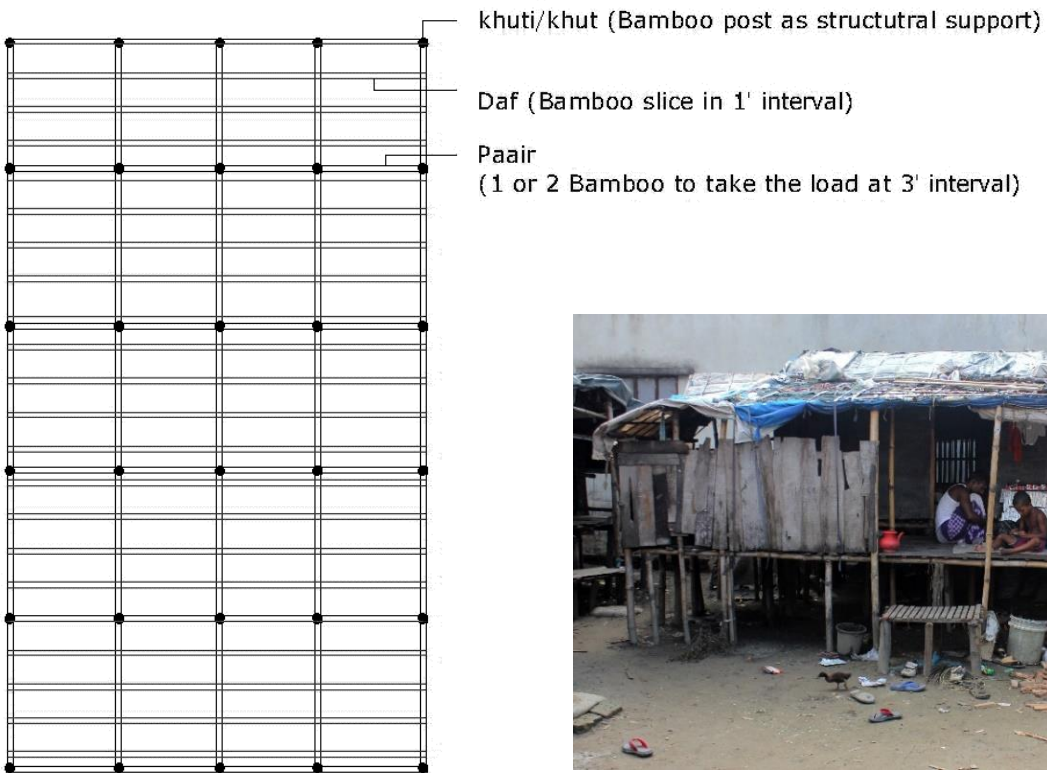 khuti/khut (Bamboo post as structutral support)
Daf (Bamboo slice in 1' interval)
Paair
(1 or 2 Bamboo to take the load at 3' interval)